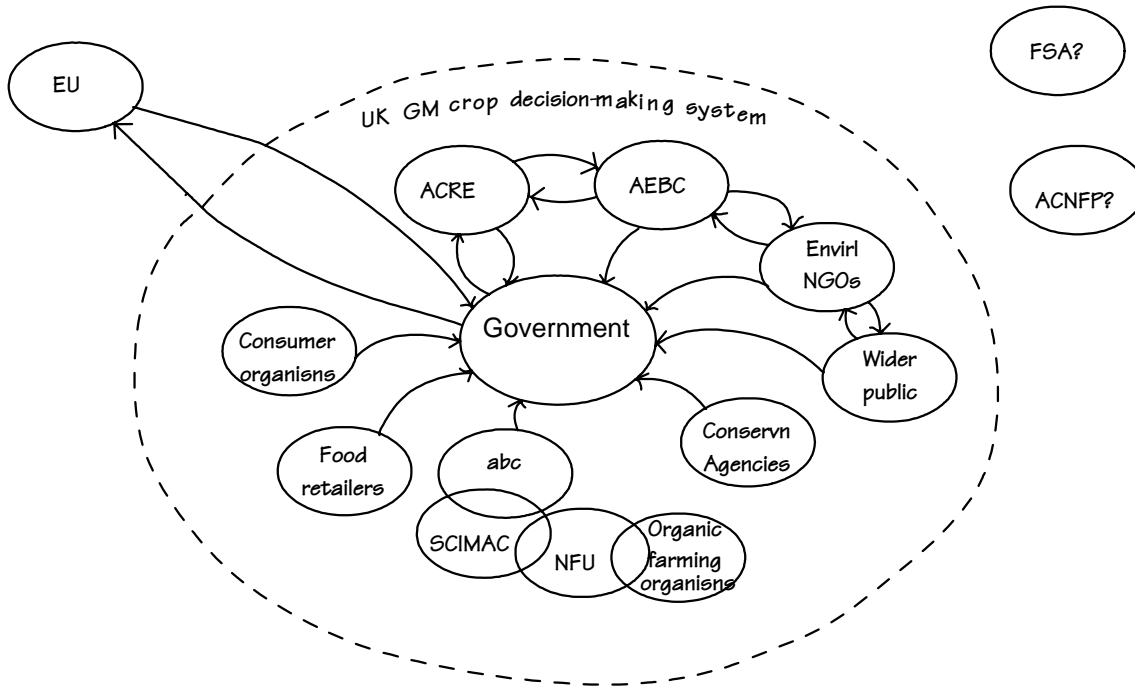 FSA?
EU
UK GM crop decision-making system
ACRE
AEBC
ACNFP?
Envirl
NGOs
Government
Consumer
organisns
Wider
public
Food
retailers
abc
Conservn
Agencies
SCIMAC
NFU
Organic
farming
organisns